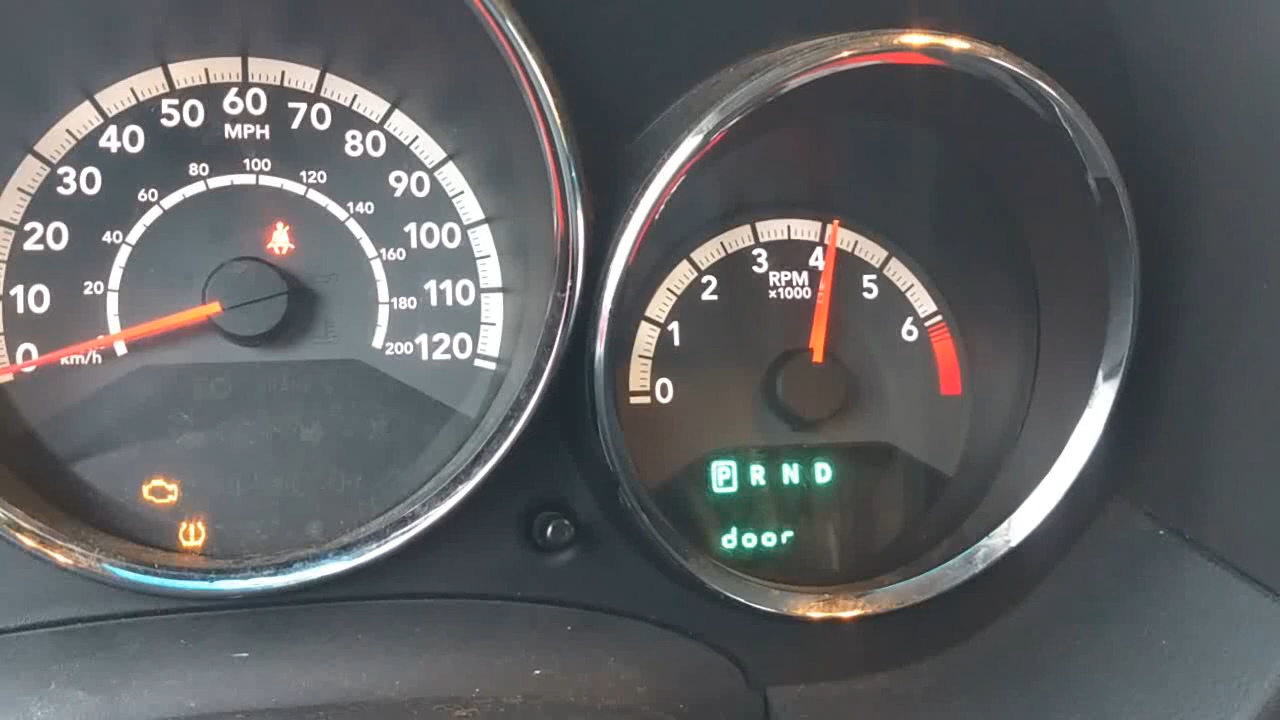 0 10 20 30 40 50 60 70 80 90 100 110 120
MPH
20 40 60 80 100 120 140 160 180 200
km/h
0 1 2 3 4 5 6
RPM
×1000
P R N D
door